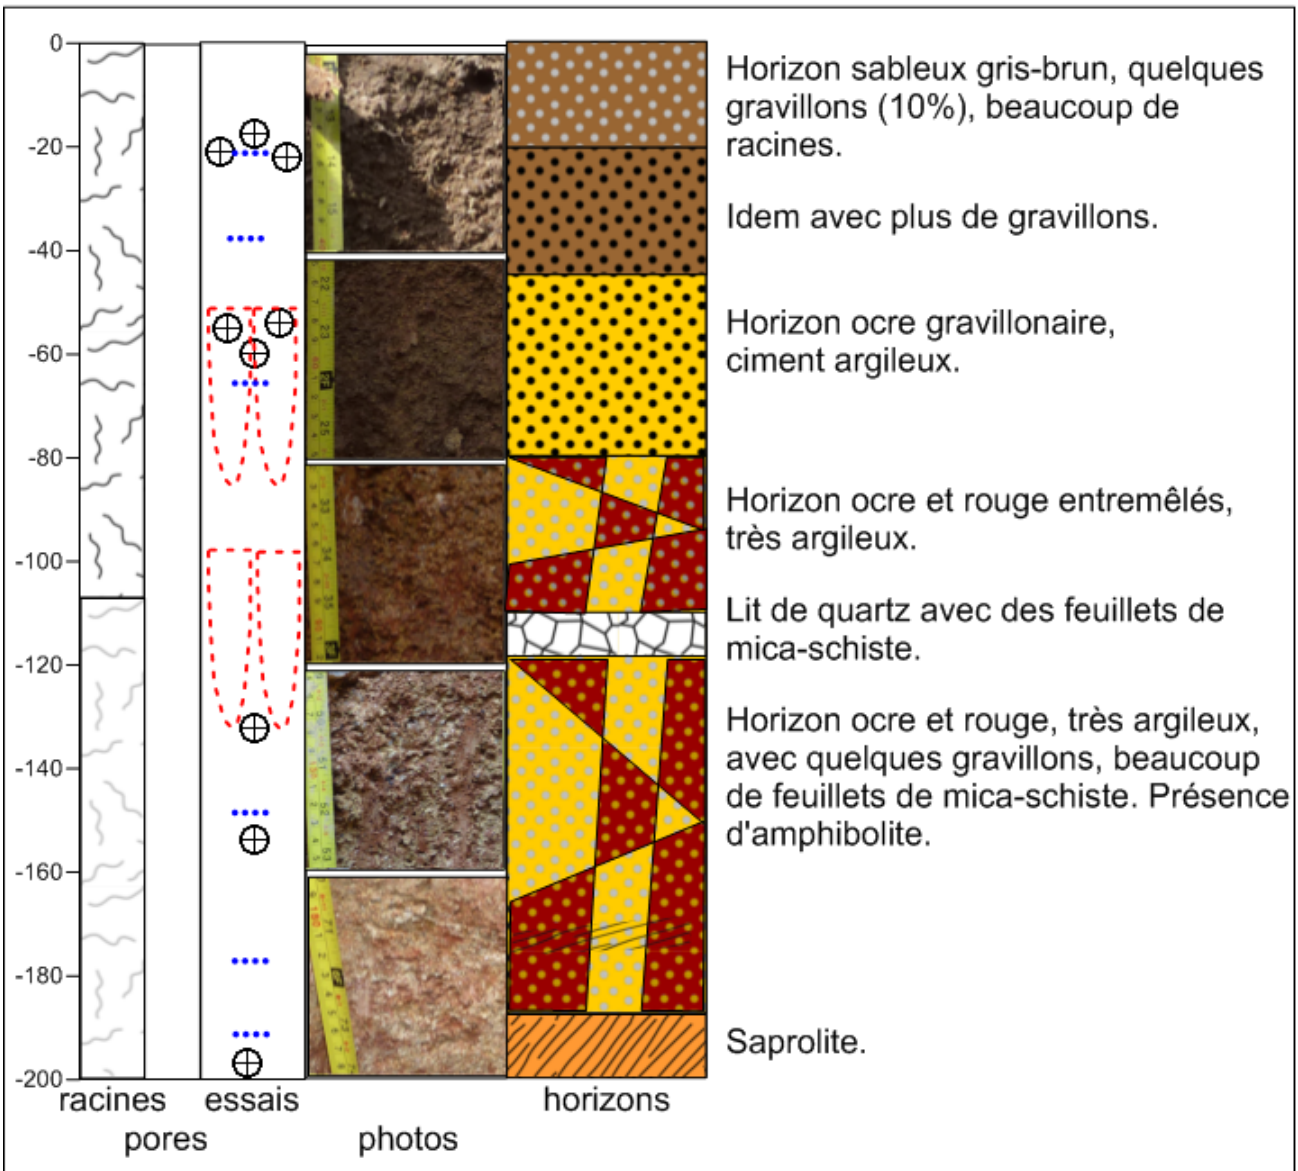 0
-20
-40
-60
-80
-100
-120
-140
-160
-180
-200
Horizon sableux gris-brun, quelques
gravillons (10%), beaucoup de
racines.
Idem avec plus de gravillons.
Horizon ocre gravillonaire,
ciment argileux.
Horizon ocre et rouge entremêlés,
très argileux.
Lit de quartz avec des feuillets de
mica-schiste.
Horizon ocre et rouge, très argileux,
avec quelques gravillons, beaucoup
de feuillets de mica-schiste. Présence
d'amphibolite.
Saprolite.
racines
essais
horizons
pores
photos